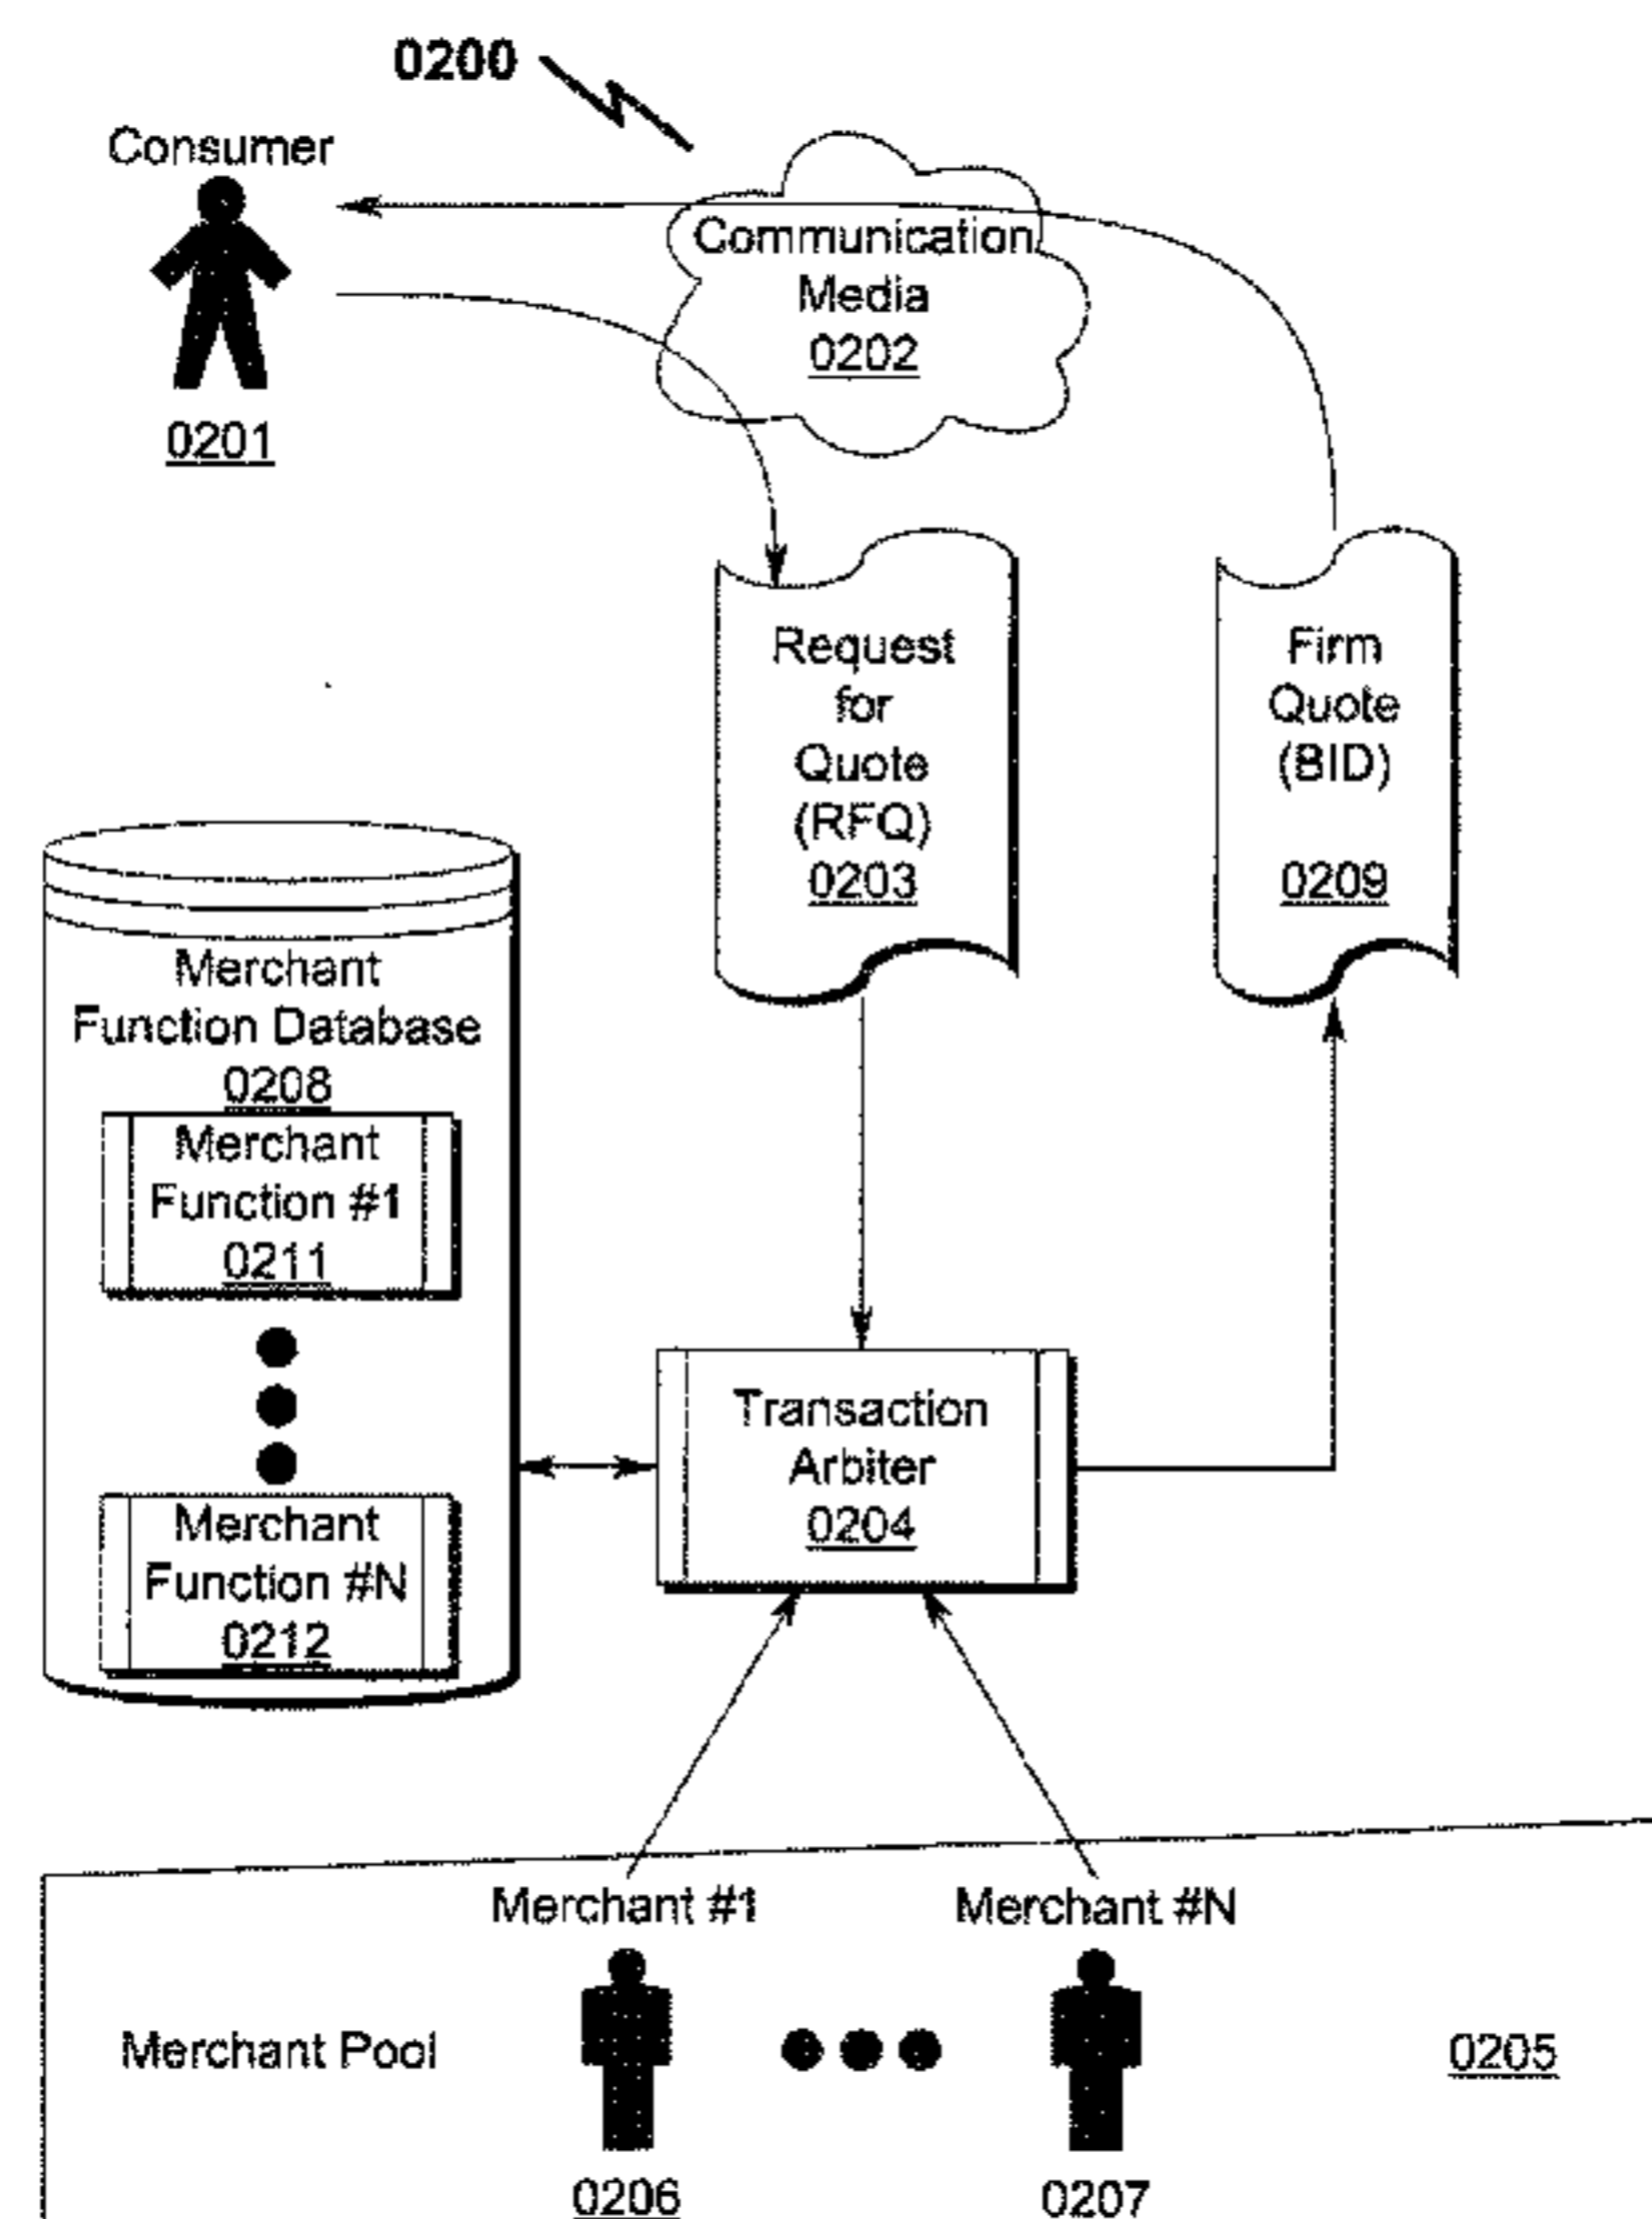 0200
Consumer
0201
Communication
Media
0202
Request
for
Quote
(RFQ)
0203
Firm
Quote
(BID)
0209
Merchant
Function Database
0208
Merchant
Function #1
0211
Merchant
Function #N
0212
Transaction
Arbiter
0204
Merchant #1
Merchant #N
Merchant Pool
0205
0206
0207